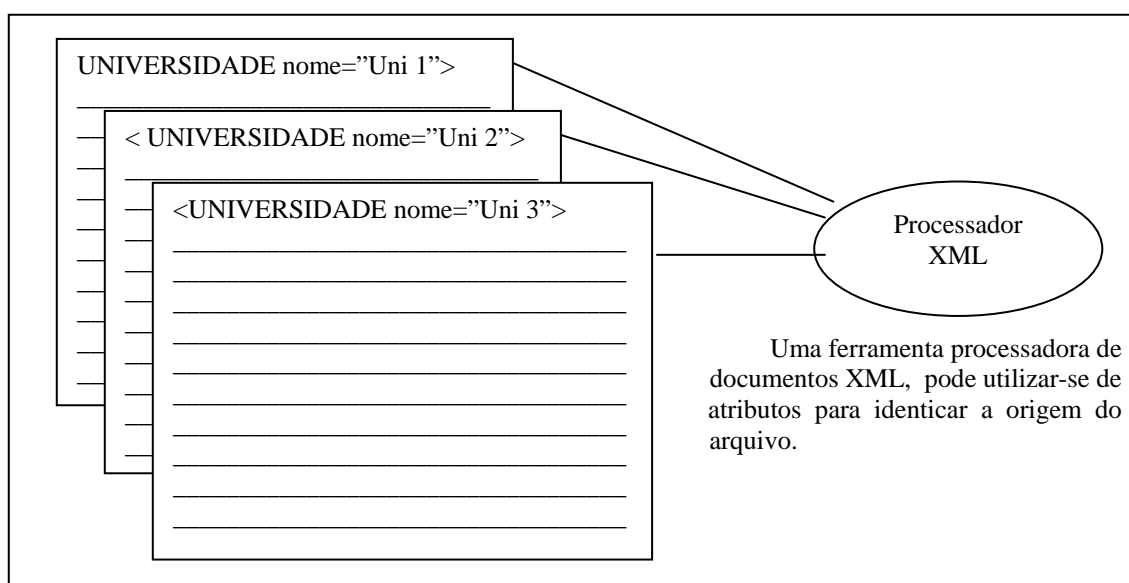 UNIVERSIDADE nome=”Uni 1”>
< UNIVERSIDADE nome=”Uni 2”>
<UNIVERSIDADE nome=”Uni 3”>
Processador
XML
Uma ferramenta processadora de
documentos XML, pode utilizar-se de
atributos para identicar a origem do
arquivo.